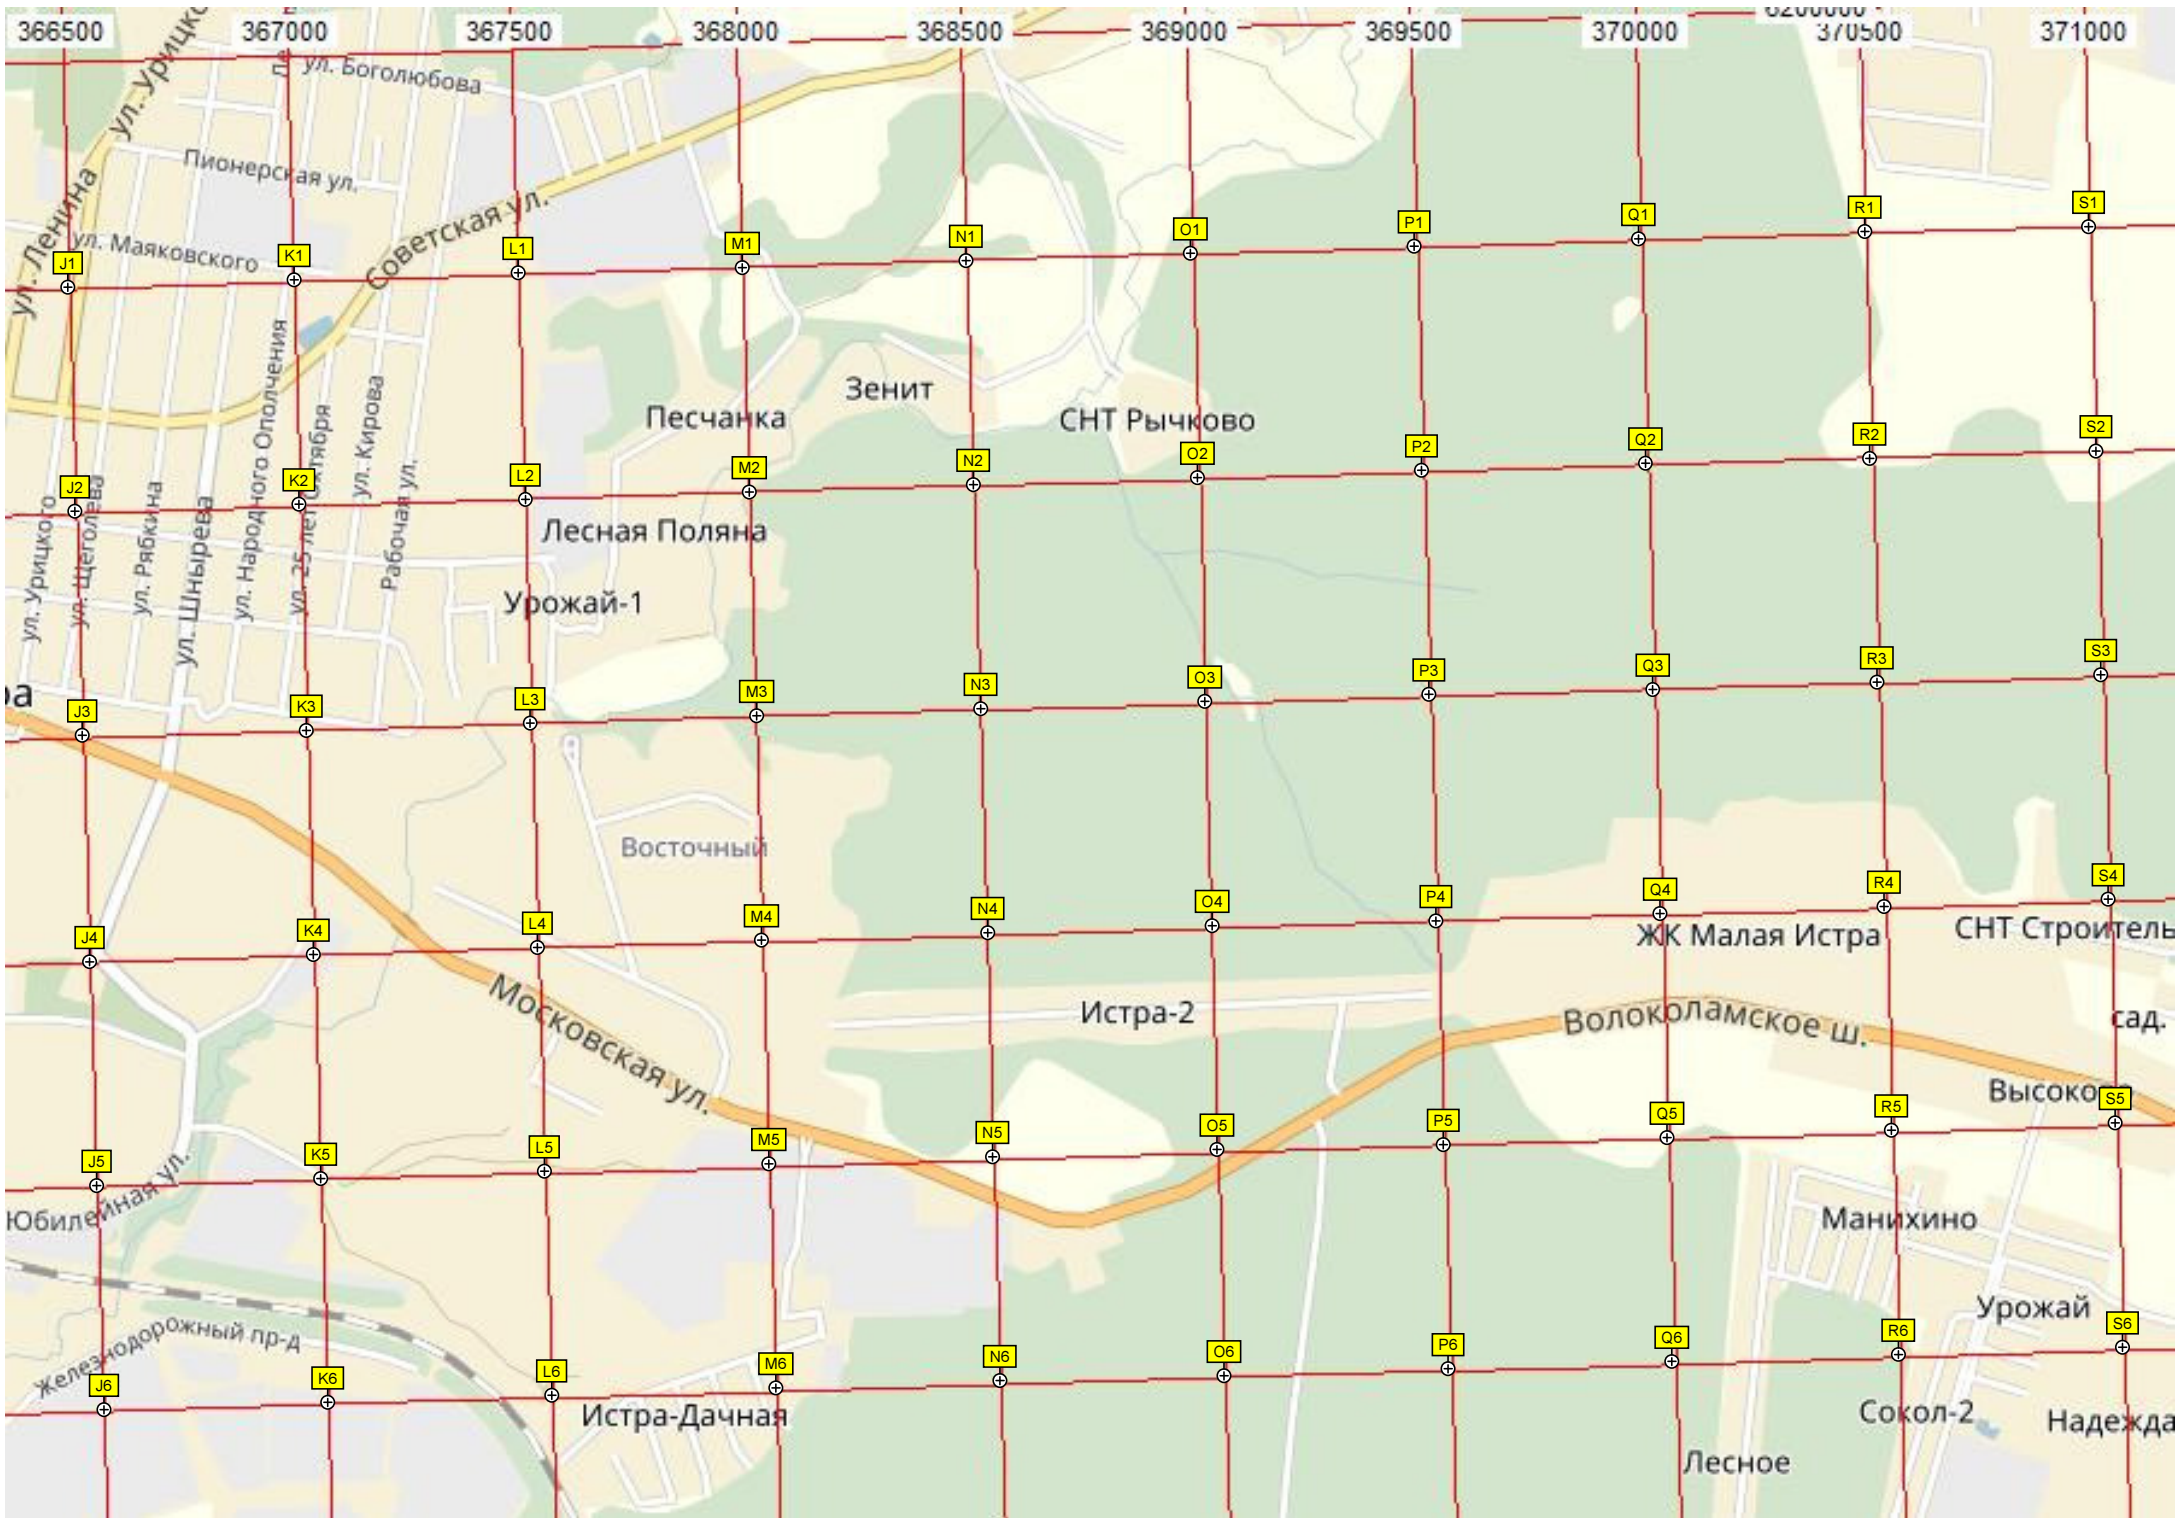 366500 367000 367500 368000 368500 369000 369500 370000 370500 371000
ул. Боголюбова
Пионерская ул.
ул. Ленина
ул. Маяковского
Советская ул.
J1 K1 L1 M1 N1 O1 P1 Q1 R1 S1
Зенит
Песчанка
СНТ Рычково
J2 K2 L2 M2 N2 O2 P2 Q2 R2 S2
ул. Урицкого
ул. Щеголева
ул. Рябкина
ул. Шнырева
ул. Народного Ополчения
ул. 25 лет Октября
ул. Кирова
Рабочая ул.
Лесная Поляна
Урожай-1
ра
J3 K3 L3 M3 N3 O3 P3 Q3 R3 S3
Восточный
J4 K4 L4 M4 N4 O4 P4 Q4 R4 S4
ЖК Малая Истра
СНТ Строитель
Московская ул.
Истра-2
Волоколамское ш.
сад.
Высоко
J5 K5 L5 M5 N5 O5 P5 Q5 R5 S5
Юбилейная ул.
Манихино
Урожай
Железнодорожный пр-д
J6 K6 L6 M6 N6 O6 P6 Q6 R6 S6
Истра-Дачная
Сокол-2
Надежда
Лесное